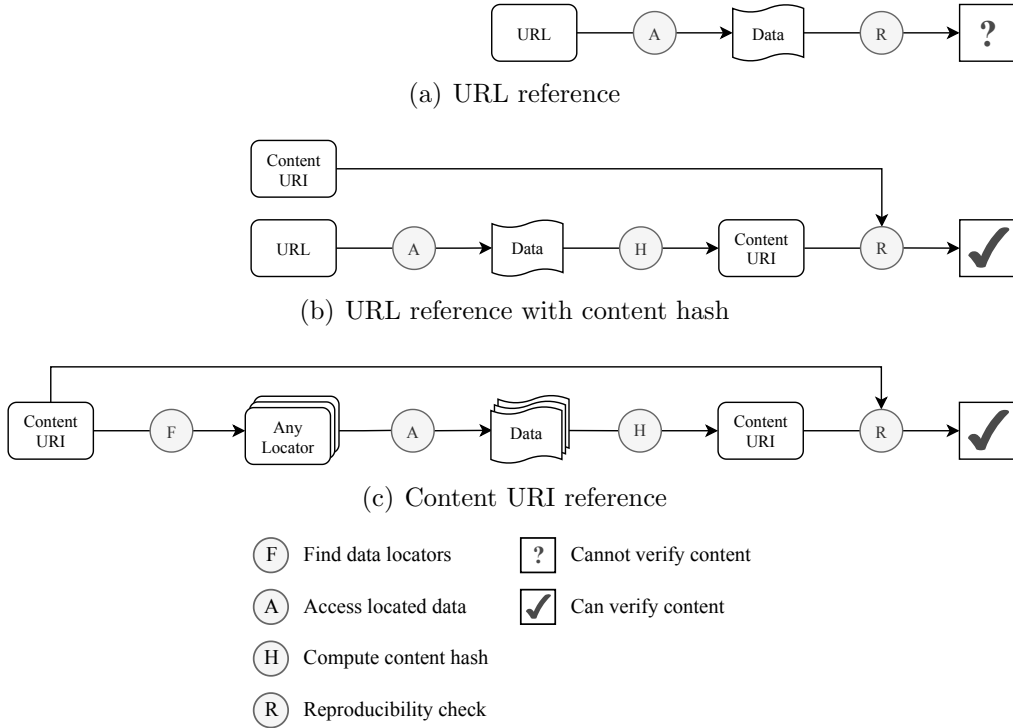 URL A Data R ?
(a) URL reference
Content
URI
URL A Data H Content
URI R
(b) URL reference with content hash
Content
URI F Any
Locator A Data H Content
URI R
(c) Content URI reference
F Find data locators
? Cannot verify content
A Access located data
Can verify content
H Compute content hash
R Reproducibility check